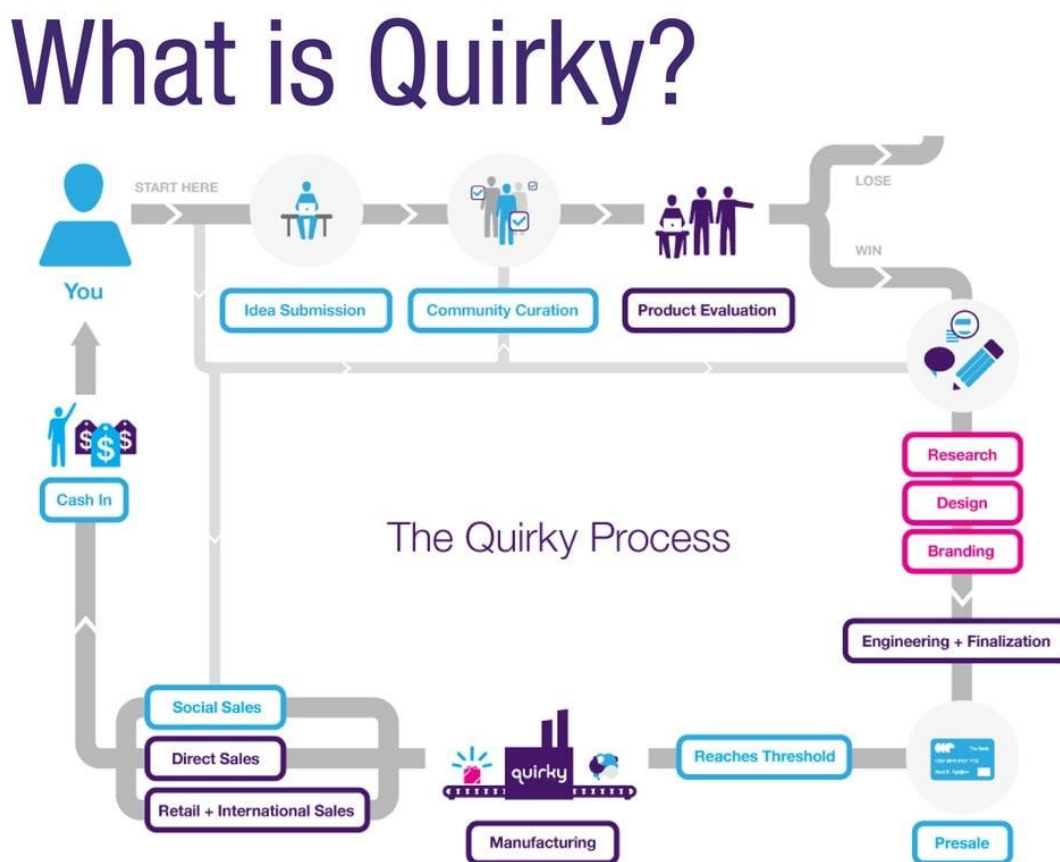 What is Quirky?
START HERE
LOSE
WIN
You
Idea Submission
Community Curation
Product Evaluation
Research
Design
Branding
Cash In
The Quirky Process
Engineering + Finalization
Social Sales
Direct Sales
Retail + International Sales
quirky
Manufacturing
Reaches Threshold
Presale